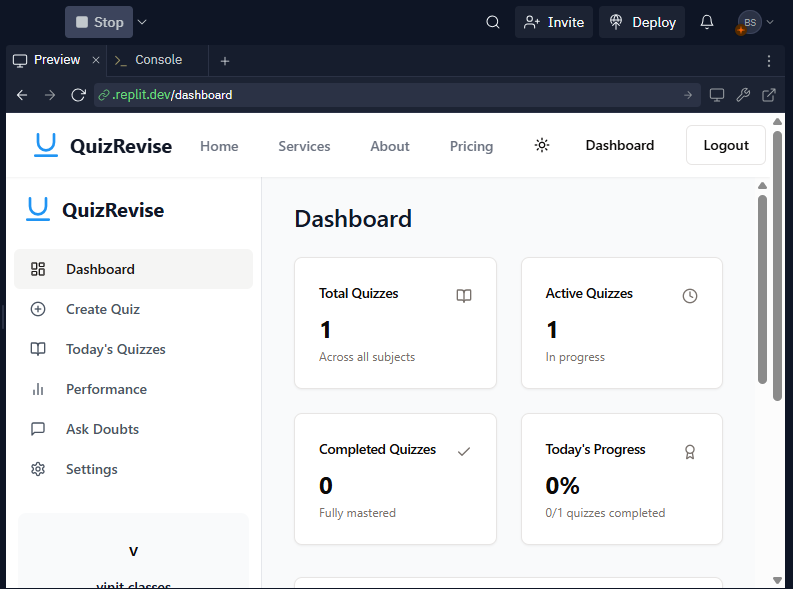 Stop
Invite
Deploy
BS
Preview
Console
.replit.dev/dashboard
QuizRevise
Home
Services
About
Pricing
Dashboard
Logout
QuizRevise
Dashboard
Create Quiz
Today's Quizzes
Performance
Ask Doubts
Settings
V
vinit classes
Dashboard
Total Quizzes
1
Across all subjects
Active Quizzes
1
In progress
Completed Quizzes
0
Fully mastered
Today's Progress
0%
0/1 quizzes completed